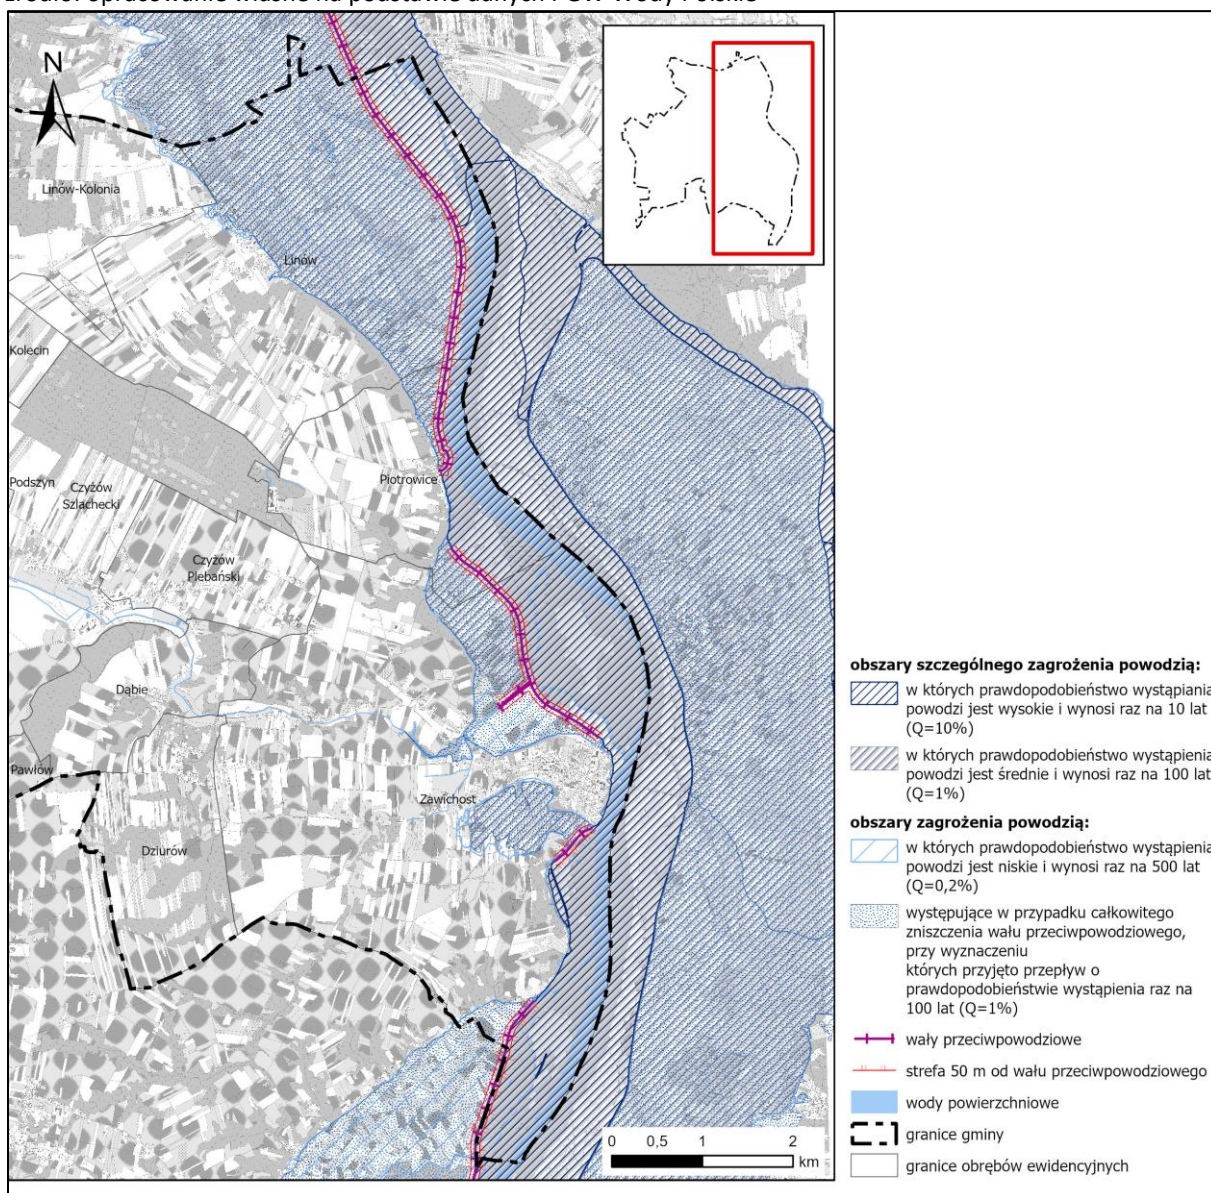 źródło: opracowanie własne na podstawie danych PGW Wody Polskie
N
Linów-Kolonia
Linów
Kolecin
Piotrowice
Podszyn
Czyżów
Szlachecki
Czyżów
Plebański
Dąbie
Pawłów
Zawichost
Dziurów
0 0,5 1 2
km
obszary szczególnego zagrożenia powodzią:
w których prawdopodobieństwo wystąpiania
powodzi jest wysokie i wynosi raz na 10 lat
(Q=10%)
w których prawdopodobieństwo wystąpienia
powodzi jest średnie i wynosi raz na 100 lat
(Q=1%)
obszary zagrożenia powodzią:
w których prawdopodobieństwo wystąpienia
powodzi jest niskie i wynosi raz na 500 lat
(Q=0,2%)
występujące w przypadku całkowitego
zniszczenia wału przeciwpowodziowego,
przy wyznaczeniu
których przyjęto przepływ o
prawdopodobieństwie wystąpienia raz na
100 lat (Q=1%)
wały przeciwpowodziowe
strefa 50 m od wału przeciwpowodziowego
wody powierzchniowe
granice gminy
granice obrębów ewidencyjnych